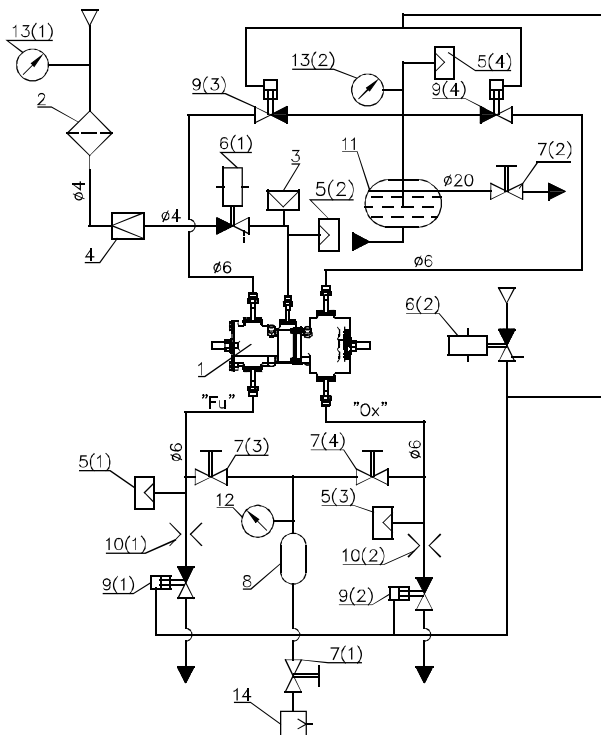 13(1)
13(2)
5(4)
9(3)
9(4)
2
6(1)
3
11
7(2)
5(2)
ø20
ø4
ø4
4
ø6
ø6
6(2)
1
"Fu"
"Ox"
ø6
7(3)
7(4)
ø6
5(1)
12
5(3)
10(1)
10(2)
8
9(1)
9(2)
7(1)
14